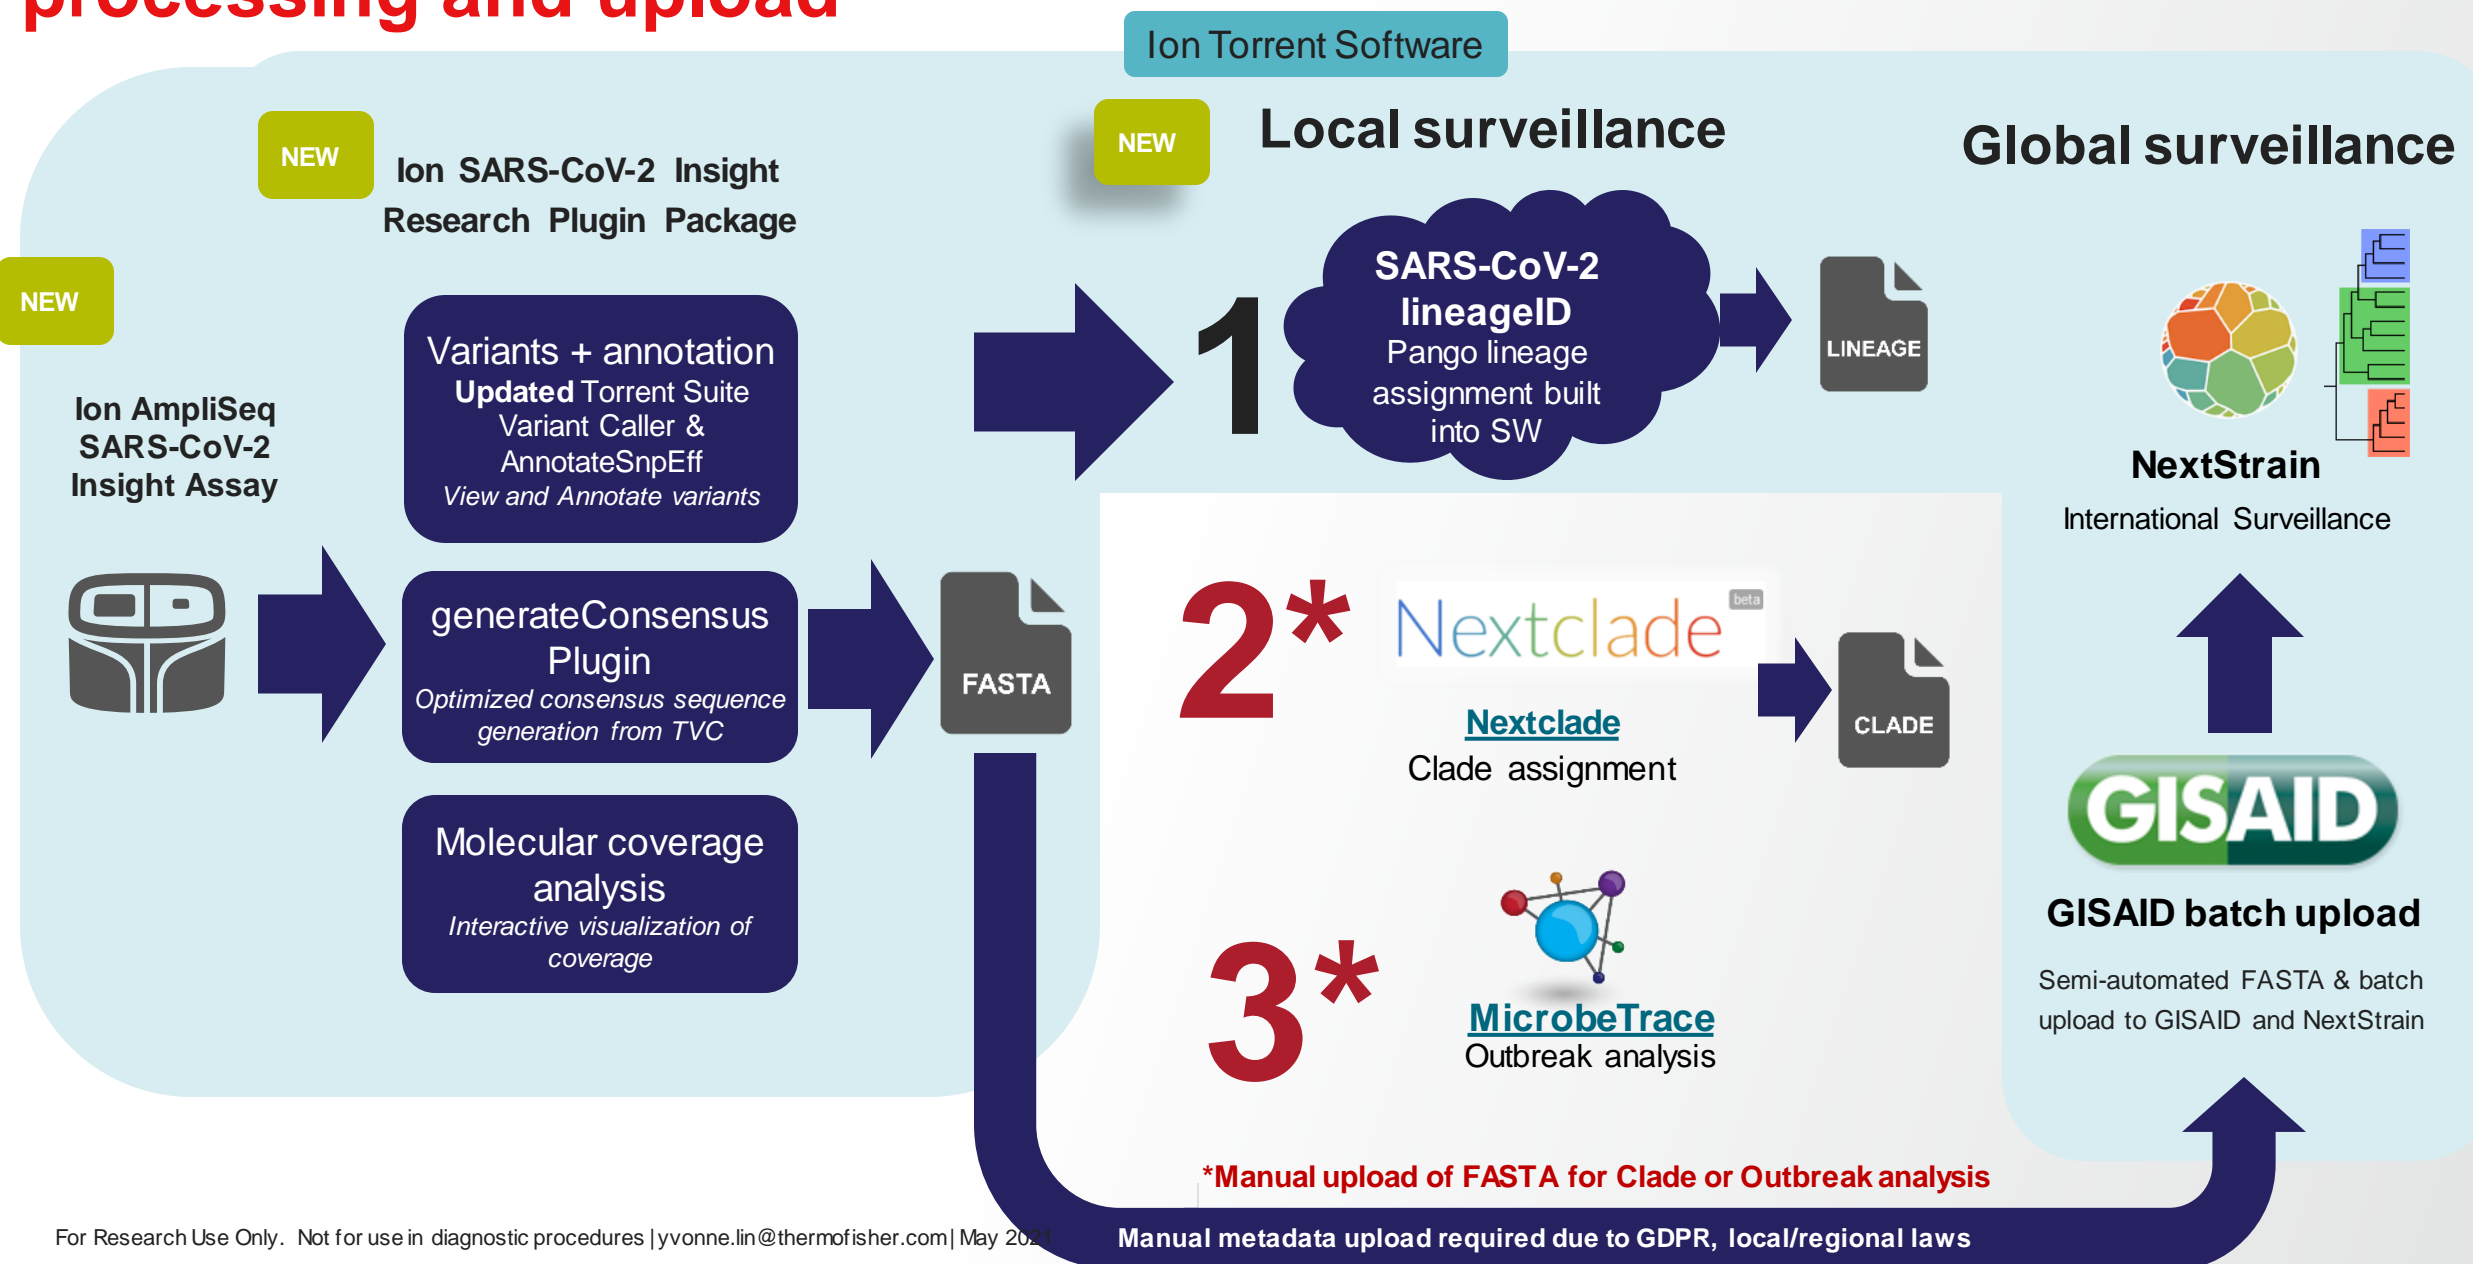 processing and upload
Ion Torrent Software
NEW
Ion SARS-CoV-2 Insight
Research Plugin Package
NEW
Local surveillance
Global surveillance
NEW
Ion AmpliSeq
SARS-CoV-2
Insight Assay
Variants + annotation
Updated Torrent Suite
Variant Caller &
AnnotateSnpEff
View and Annotate variants
generateConsensus
Plugin
Optimized consensus sequence
generation from TVC
Molecular coverage
analysis
Interactive visualization of
coverage
FASTA
1
SARS-CoV-2
lineageID
Pango lineage
assignment built
into SW
LINEAGE
2*
Nextclade
beta
Nextclade
Clade assignment
CLADE
3*
MicrobeTrace
Outbreak analysis
NextStrain
International Surveillance
GISAID
GISAID batch upload
Semi-automated FASTA & batch
upload to GISAID and NextStrain
*Manual upload of FASTA for Clade or Outbreak analysis
Manual metadata upload required due to GDPR, local/regional laws
For Research Use Only. Not for use in diagnostic procedures | yvonne.lin@thermofisher.com | May 2021